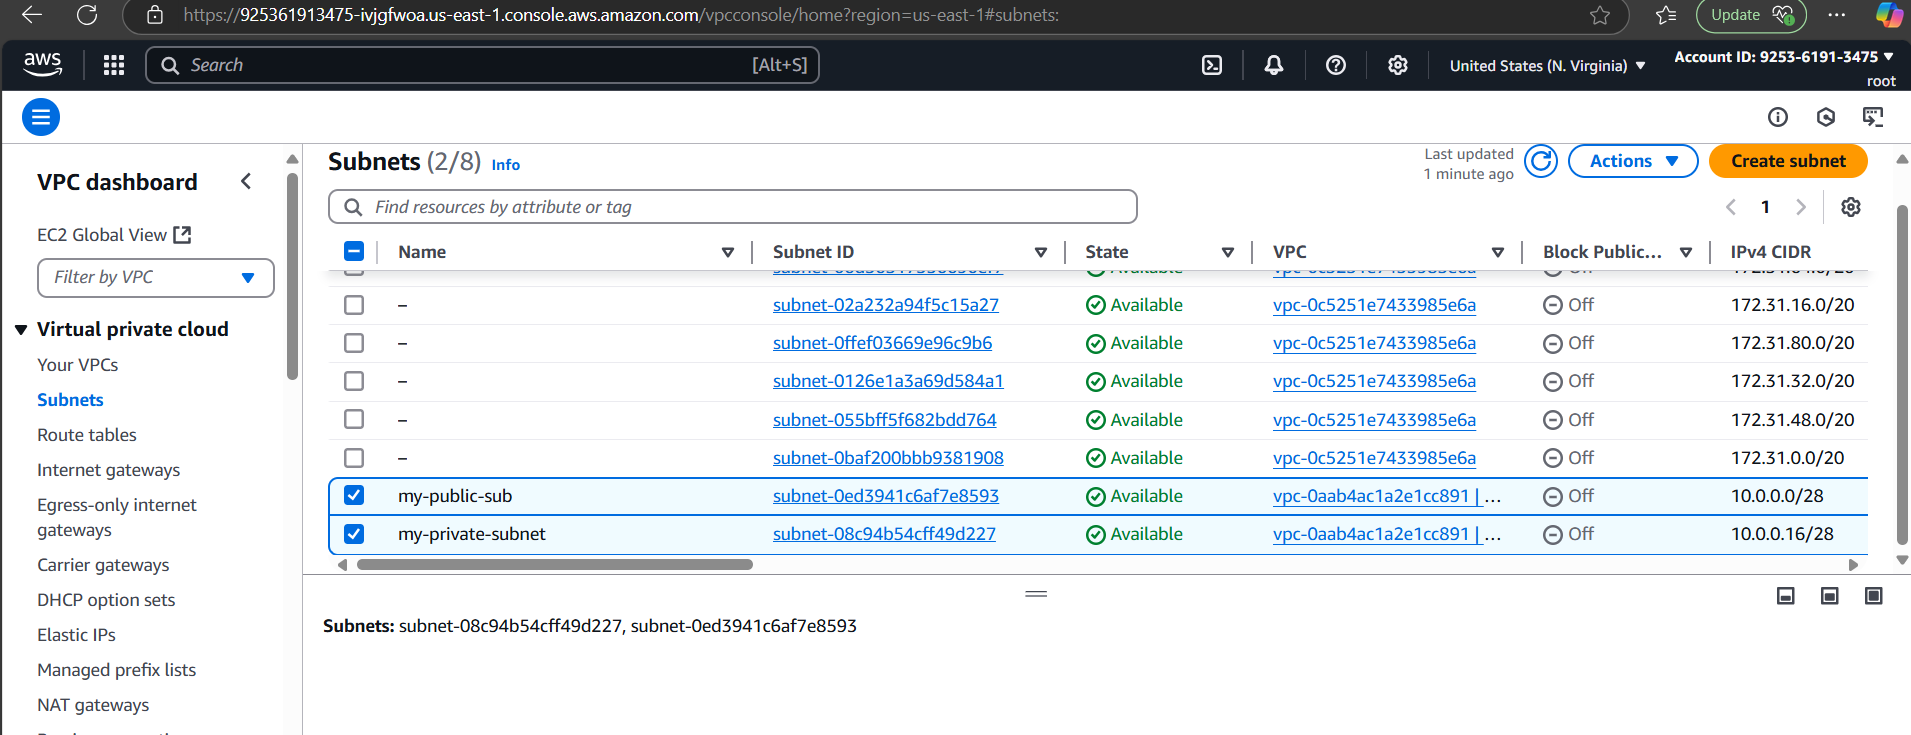 https://925361913475-ivjgfwoa.us-east-1.console.aws.amazon.com/vpcconsole/home?region=us-east-1#subnets:
Update
aws
Search
[Alt+S]
United States (N. Virginia)
Account ID: 9253-6191-3475
root
VPC dashboard
EC2 Global View
Filter by VPC
Virtual private cloud
Your VPCs
Subnets
Route tables
Internet gateways
Egress-only internet
gateways
Carrier gateways
DHCP option sets
Elastic IPs
Managed prefix lists
NAT gateways
Subnets (2/8) Info
Last updated
1 minute ago
Actions
Create subnet
Find resources by attribute or tag
1
Name Subnet ID State VPC Block Public... IPv4 CIDR
– subnet-02a232a94f5c15a27 Available vpc-0c5251e7433985e6a Off 172.31.16.0/20
– subnet-0ffef03669e96c9b6 Available vpc-0c5251e7433985e6a Off 172.31.80.0/20
– subnet-0126e1a3a69d584a1 Available vpc-0c5251e7433985e6a Off 172.31.32.0/20
– subnet-055bff5f682bdd764 Available vpc-0c5251e7433985e6a Off 172.31.48.0/20
– subnet-0baf200bbb9381908 Available vpc-0c5251e7433985e6a Off 172.31.0.0/20
my-public-sub subnet-0ed3941c6af7e8593 Available vpc-0aab4ac1a2e1cc891 | ... Off 10.0.0.0/28
my-private-subnet subnet-08c94b54cff49d227 Available vpc-0aab4ac1a2e1cc891 | ... Off 10.0.0.16/28
Subnets: subnet-08c94b54cff49d227, subnet-0ed3941c6af7e8593